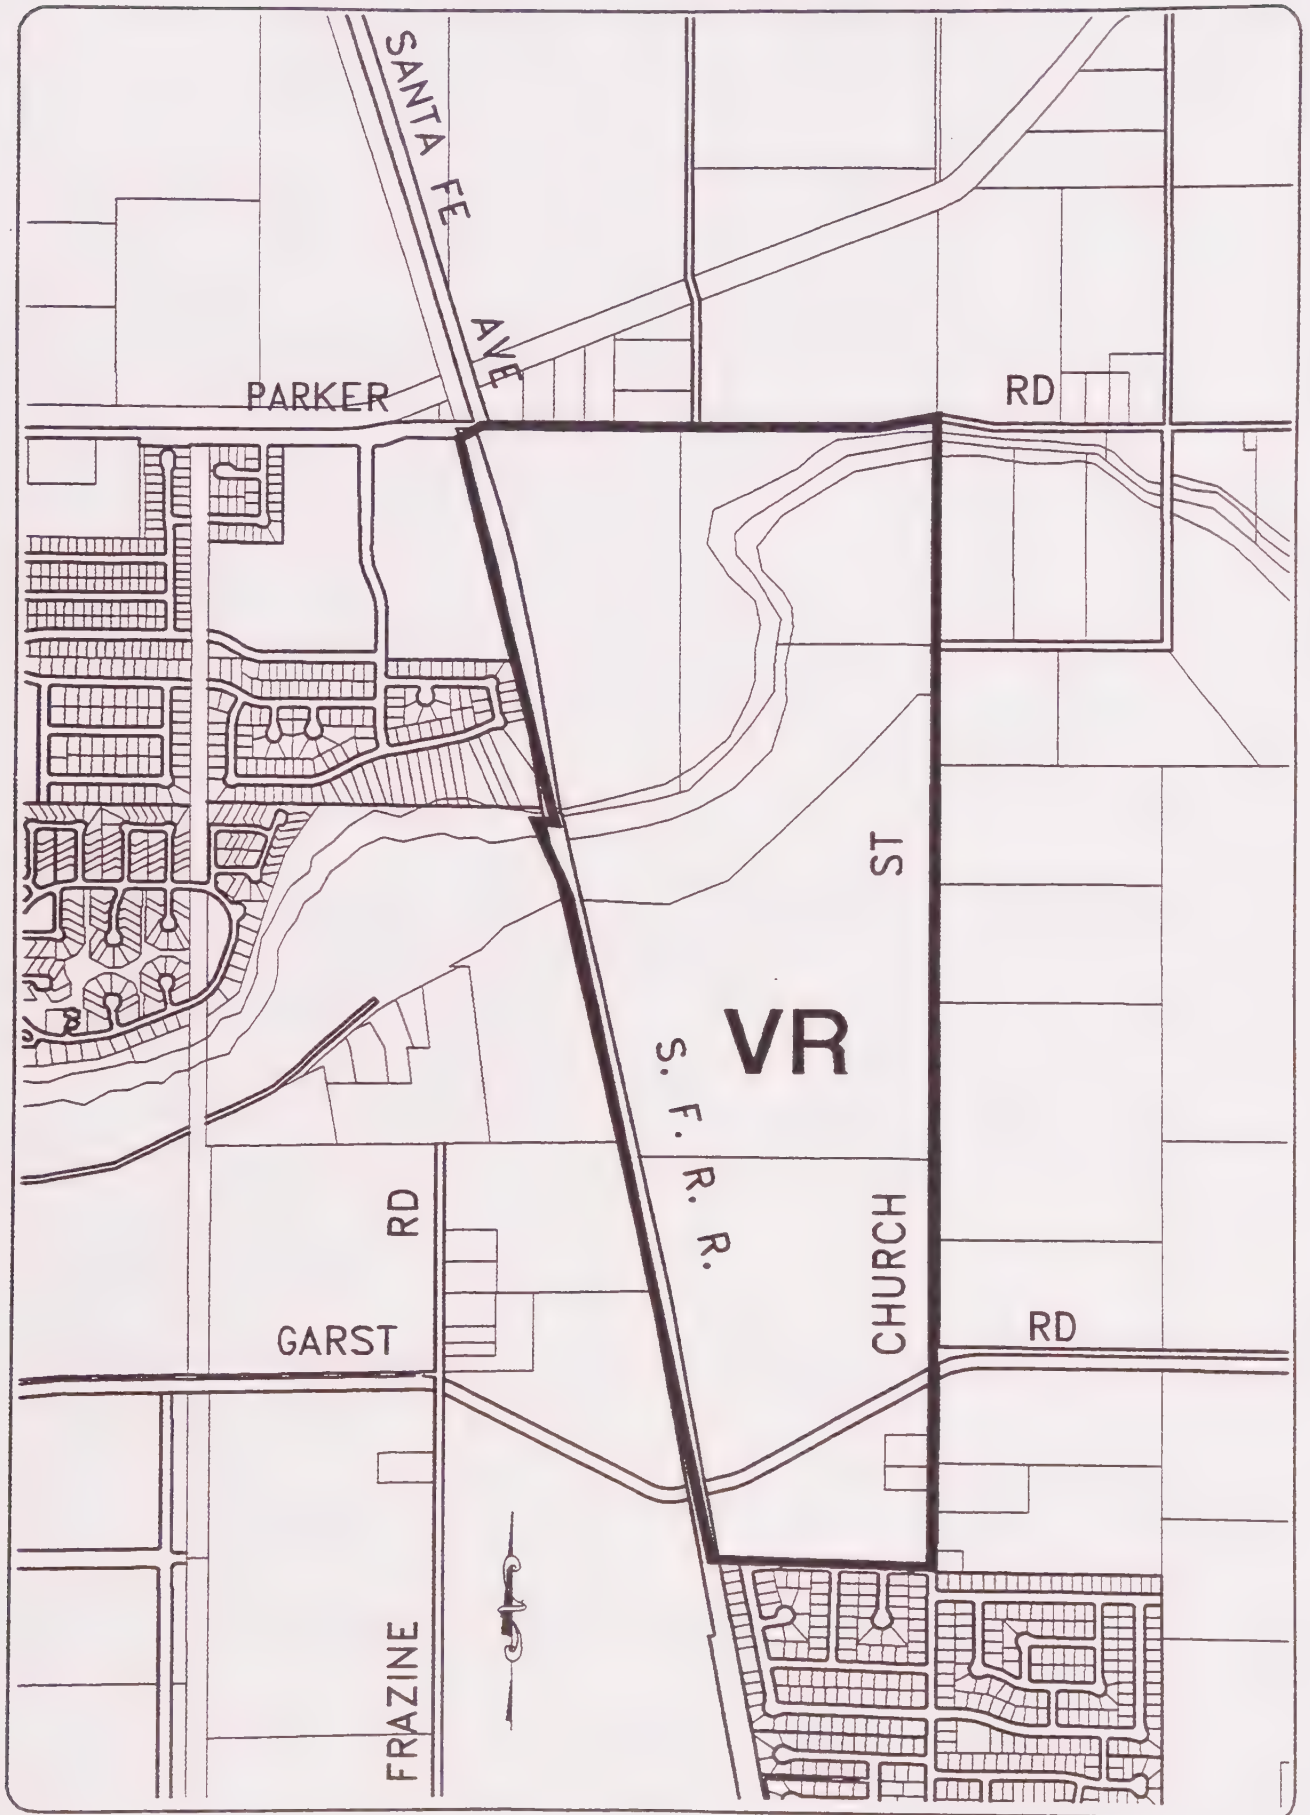 SANTA FE AVE
PARKER RD
ST
VR
S. F. R. R.
CHURCH
RD
GARST RD
FRAZINE